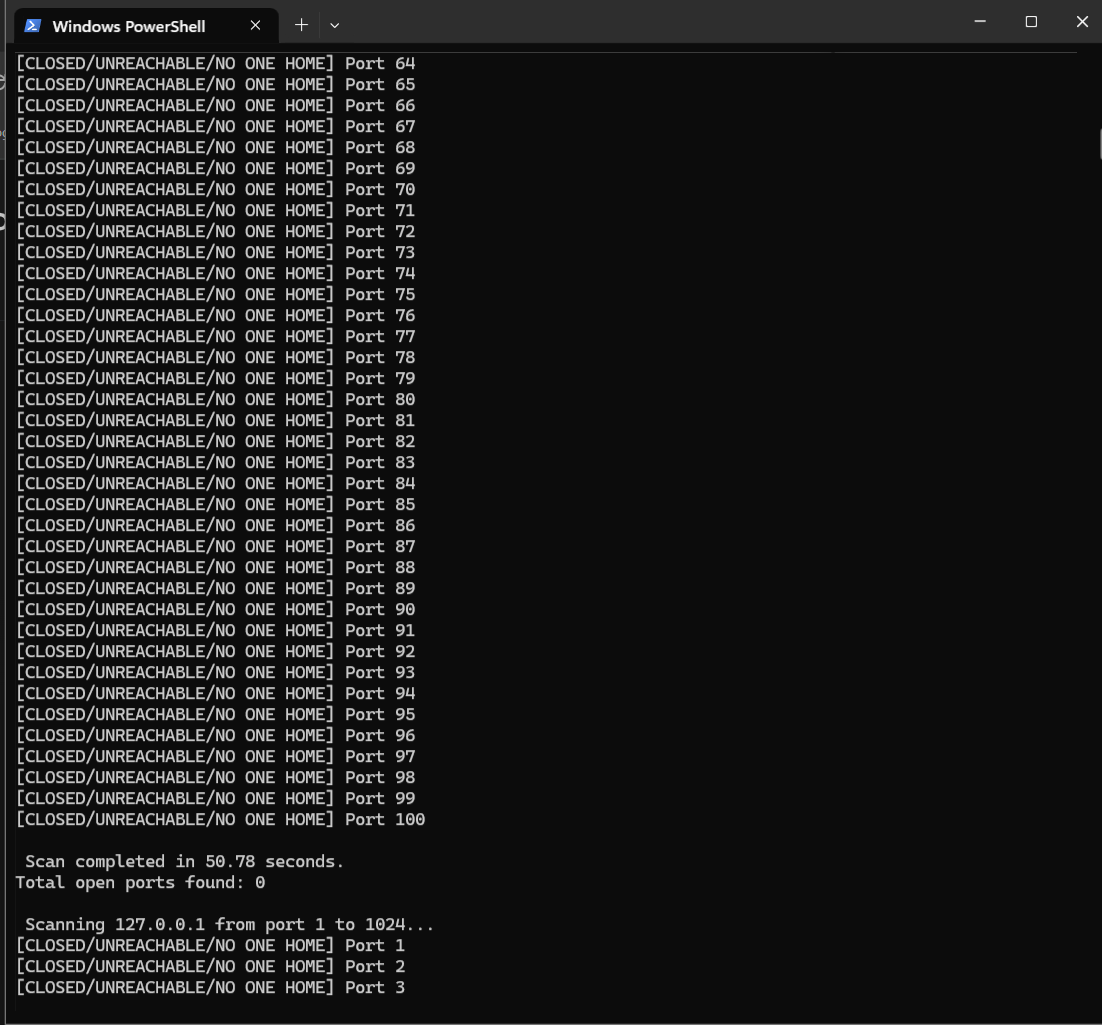 Windows PowerShell
[CLOSED/UNREACHABLE/NO ONE HOME] Port 64
[CLOSED/UNREACHABLE/NO ONE HOME] Port 65
[CLOSED/UNREACHABLE/NO ONE HOME] Port 66
[CLOSED/UNREACHABLE/NO ONE HOME] Port 67
[CLOSED/UNREACHABLE/NO ONE HOME] Port 68
[CLOSED/UNREACHABLE/NO ONE HOME] Port 69
[CLOSED/UNREACHABLE/NO ONE HOME] Port 70
[CLOSED/UNREACHABLE/NO ONE HOME] Port 71
[CLOSED/UNREACHABLE/NO ONE HOME] Port 72
[CLOSED/UNREACHABLE/NO ONE HOME] Port 73
[CLOSED/UNREACHABLE/NO ONE HOME] Port 74
[CLOSED/UNREACHABLE/NO ONE HOME] Port 75
[CLOSED/UNREACHABLE/NO ONE HOME] Port 76
[CLOSED/UNREACHABLE/NO ONE HOME] Port 77
[CLOSED/UNREACHABLE/NO ONE HOME] Port 78
[CLOSED/UNREACHABLE/NO ONE HOME] Port 79
[CLOSED/UNREACHABLE/NO ONE HOME] Port 80
[CLOSED/UNREACHABLE/NO ONE HOME] Port 81
[CLOSED/UNREACHABLE/NO ONE HOME] Port 82
[CLOSED/UNREACHABLE/NO ONE HOME] Port 83
[CLOSED/UNREACHABLE/NO ONE HOME] Port 84
[CLOSED/UNREACHABLE/NO ONE HOME] Port 85
[CLOSED/UNREACHABLE/NO ONE HOME] Port 86
[CLOSED/UNREACHABLE/NO ONE HOME] Port 87
[CLOSED/UNREACHABLE/NO ONE HOME] Port 88
[CLOSED/UNREACHABLE/NO ONE HOME] Port 89
[CLOSED/UNREACHABLE/NO ONE HOME] Port 90
[CLOSED/UNREACHABLE/NO ONE HOME] Port 91
[CLOSED/UNREACHABLE/NO ONE HOME] Port 92
[CLOSED/UNREACHABLE/NO ONE HOME] Port 93
[CLOSED/UNREACHABLE/NO ONE HOME] Port 94
[CLOSED/UNREACHABLE/NO ONE HOME] Port 95
[CLOSED/UNREACHABLE/NO ONE HOME] Port 96
[CLOSED/UNREACHABLE/NO ONE HOME] Port 97
[CLOSED/UNREACHABLE/NO ONE HOME] Port 98
[CLOSED/UNREACHABLE/NO ONE HOME] Port 99
[CLOSED/UNREACHABLE/NO ONE HOME] Port 100
Scan completed in 50.78 seconds.
Total open ports found: 0
Scanning 127.0.0.1 from port 1 to 1024...
[CLOSED/UNREACHABLE/NO ONE HOME] Port 1
[CLOSED/UNREACHABLE/NO ONE HOME] Port 2
[CLOSED/UNREACHABLE/NO ONE HOME] Port 3